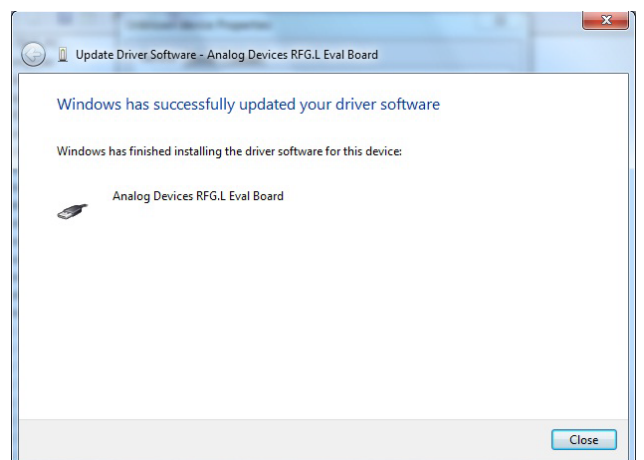 Update Driver Software - Analog Devices RFG.L Eval Board
Windows has successfully updated your driver software
Windows has finished installing the driver software for this device:
Analog Devices RFG.L Eval Board
Close